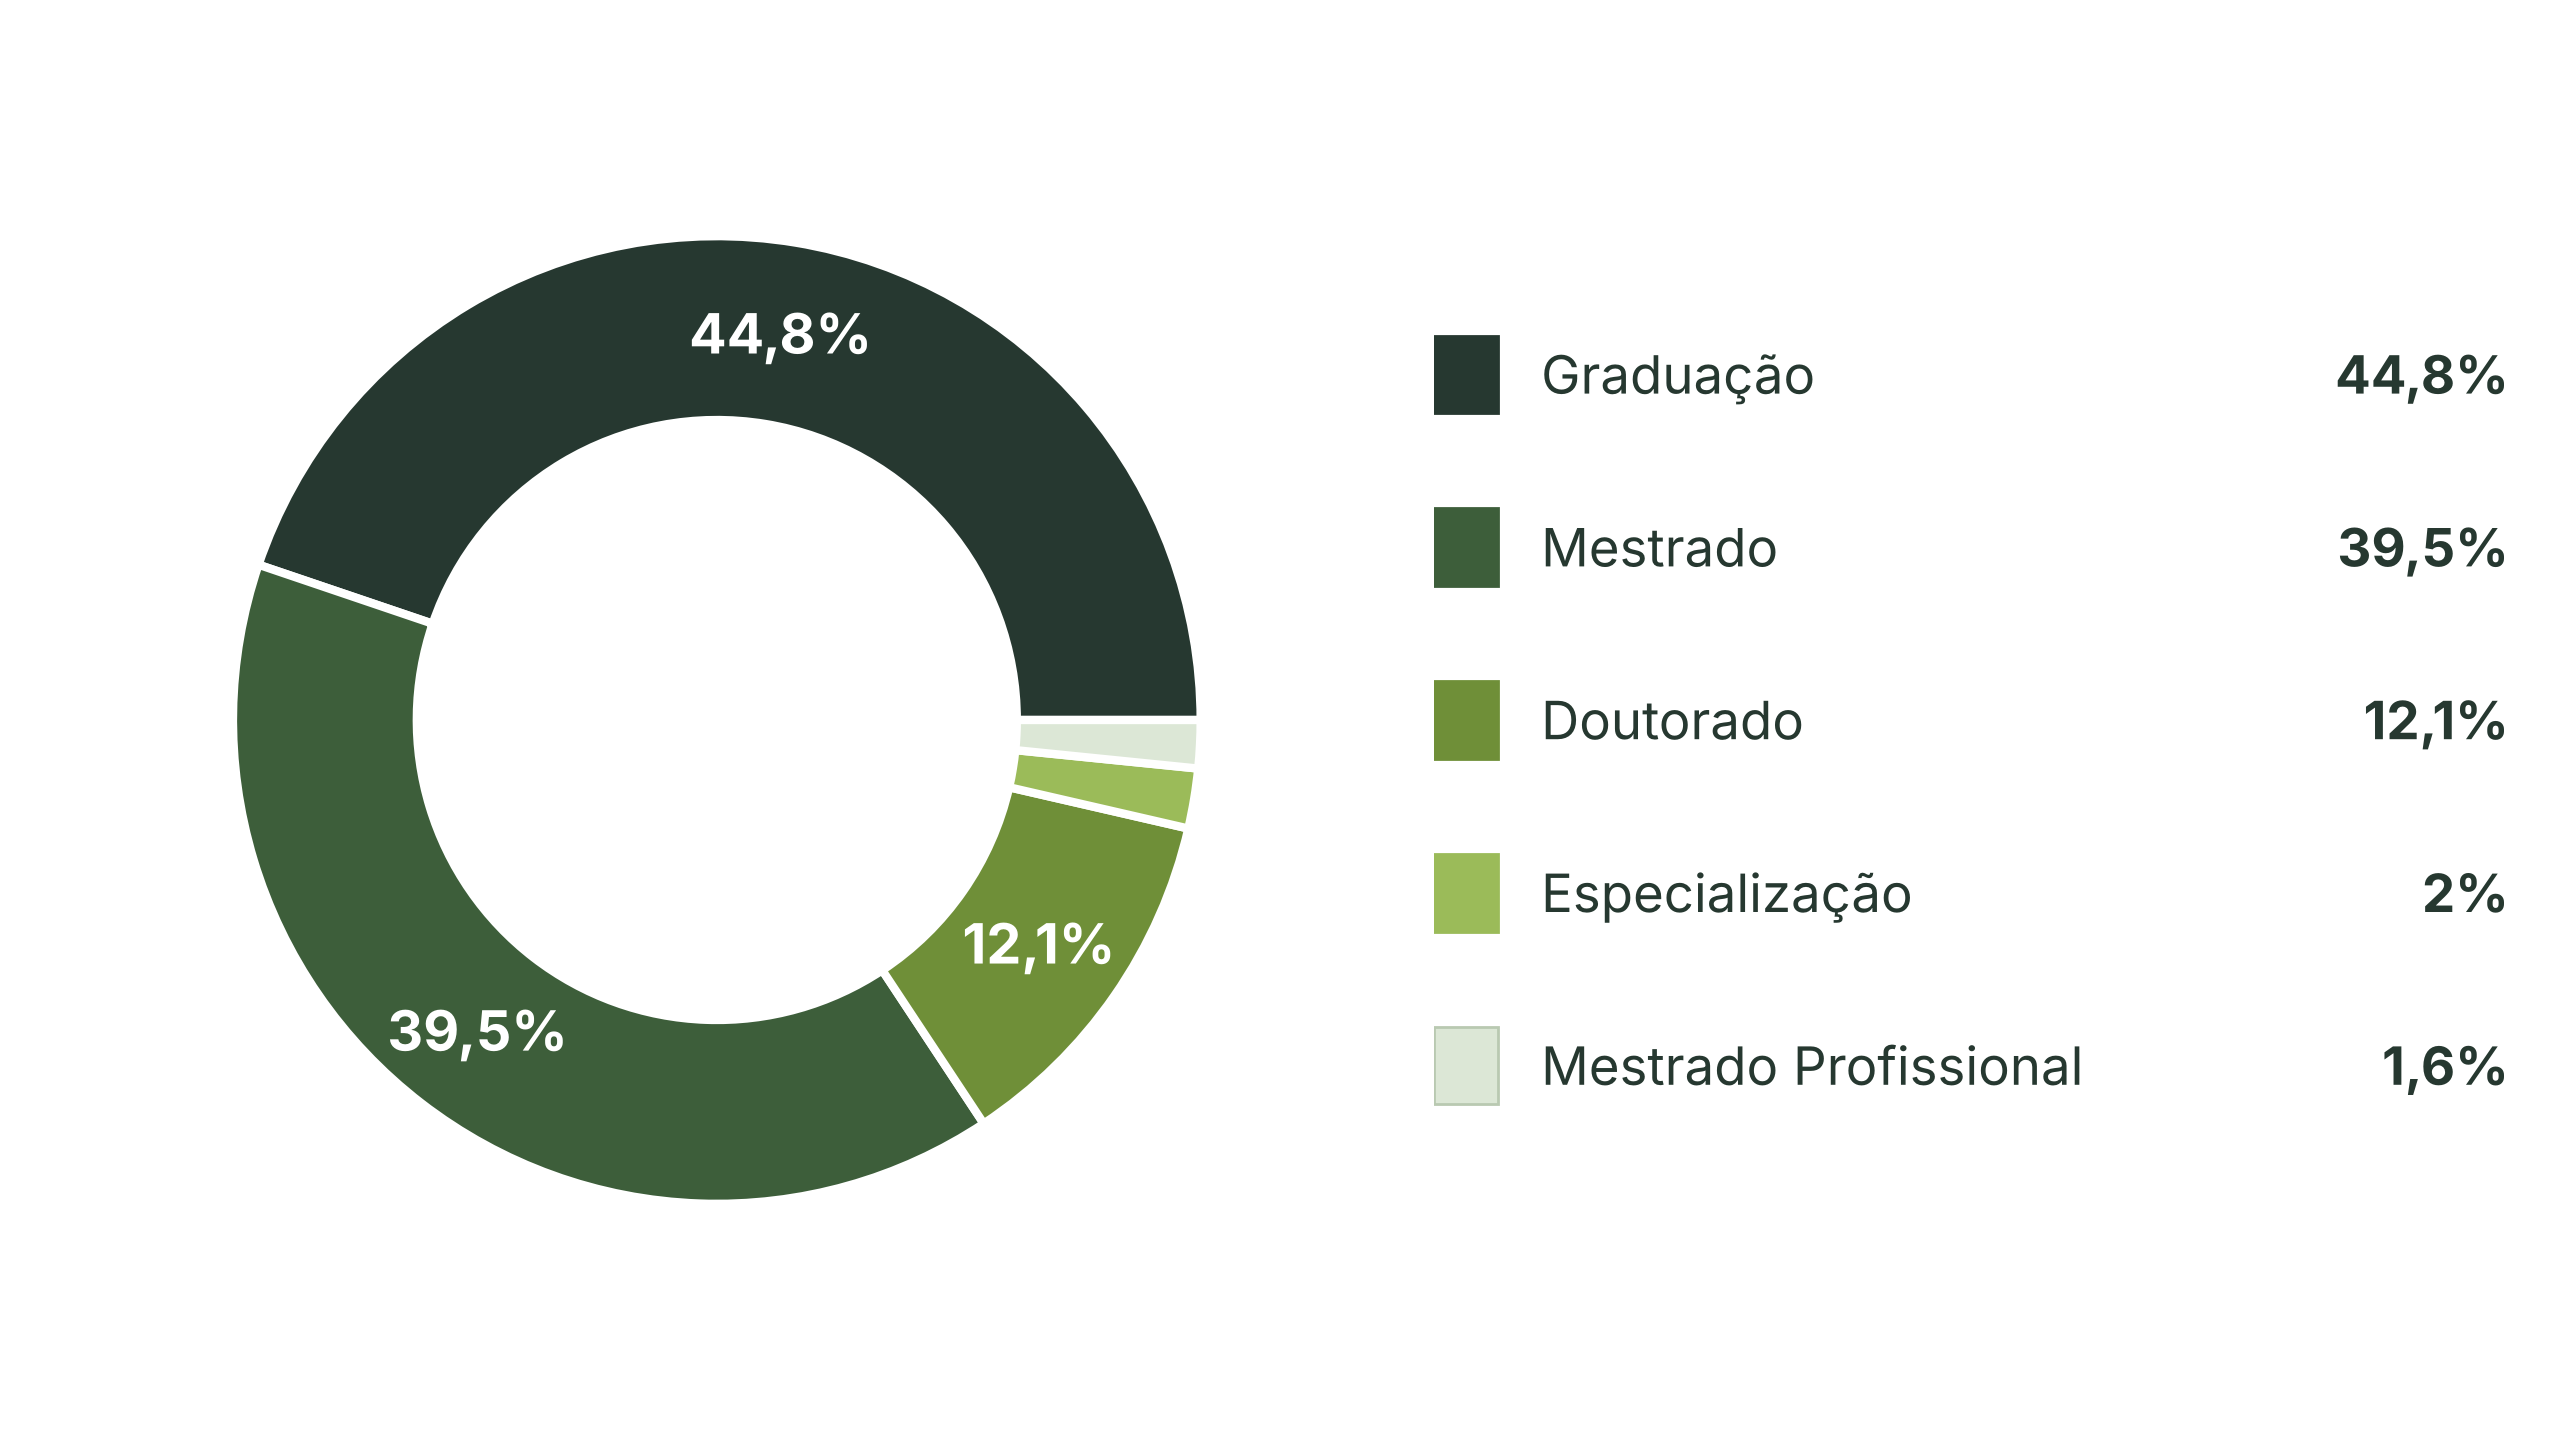 44,8%
39,5%
12,1%
Graduação 44,8%
Mestrado 39,5%
Doutorado 12,1%
Especialização 2%
Mestrado Profissional 1,6%